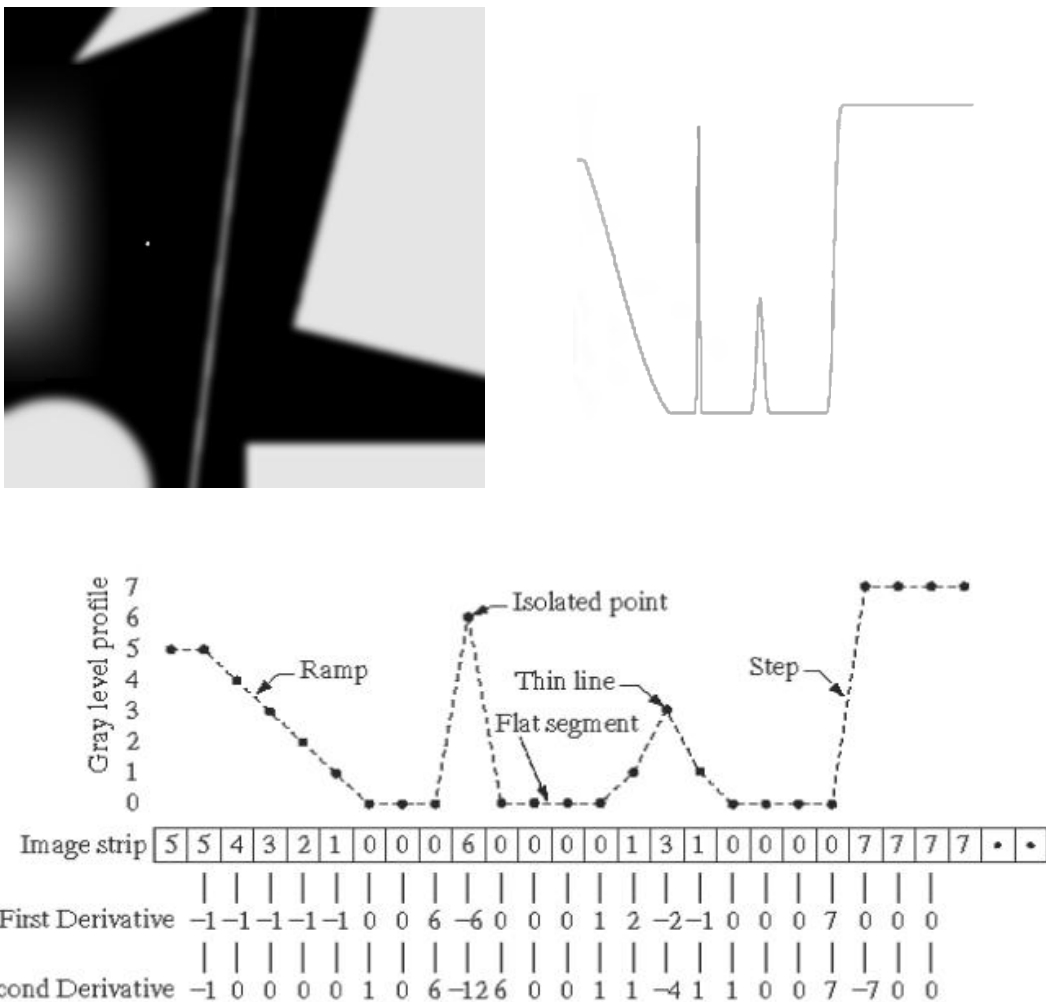 Gray level profile
7
6
5
4
3
2
1
0
Isolated point
Ramp
Step
Thin line
Flat segment
Image strip 5 5 4 3 2 1 0 0 0 6 0 0 0 0 1 3 1 0 0 0 0 7 7 7 7 • •
First Derivative −1 −1 −1 −1 −1 0 0 6 −6 0 0 0 1 2 −2 −1 0 0 0 7 0 0 0
cond Derivative −1 0 0 0 0 1 0 6 −12 6 0 0 1 1 −4 1 1 0 0 7 −7 0 0